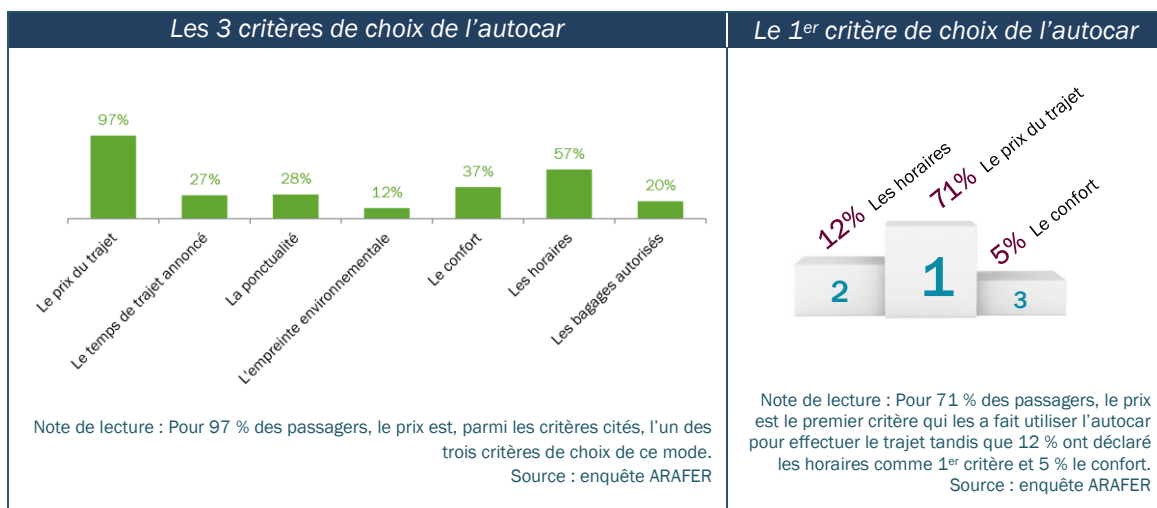 Les 3 critères de choix de l'autocar
97%
27%
28%
12%
37%
57%
20%
Le prix du trajet
Le temps de trajet annoncé
La ponctualité
L'empreinte environnementale
Le confort
Les horaires
Les bagages autorisés
Note de lecture : Pour 97 % des passagers, le prix est, parmi les critères cités, l'un des
trois critères de choix de ce mode.
Source : enquête ARAFER
Le 1er critère de choix de l'autocar
12% Les horaires
71% Le prix du trajet
5% Le confort
2
1
3
Note de lecture : Pour 71 % des passagers, le prix
est le premier critère qui les a fait utiliser l'autocar
pour effectuer le trajet tandis que 12 % ont déclaré
les horaires comme 1er critère et 5 % le confort.
Source : enquête ARAFER